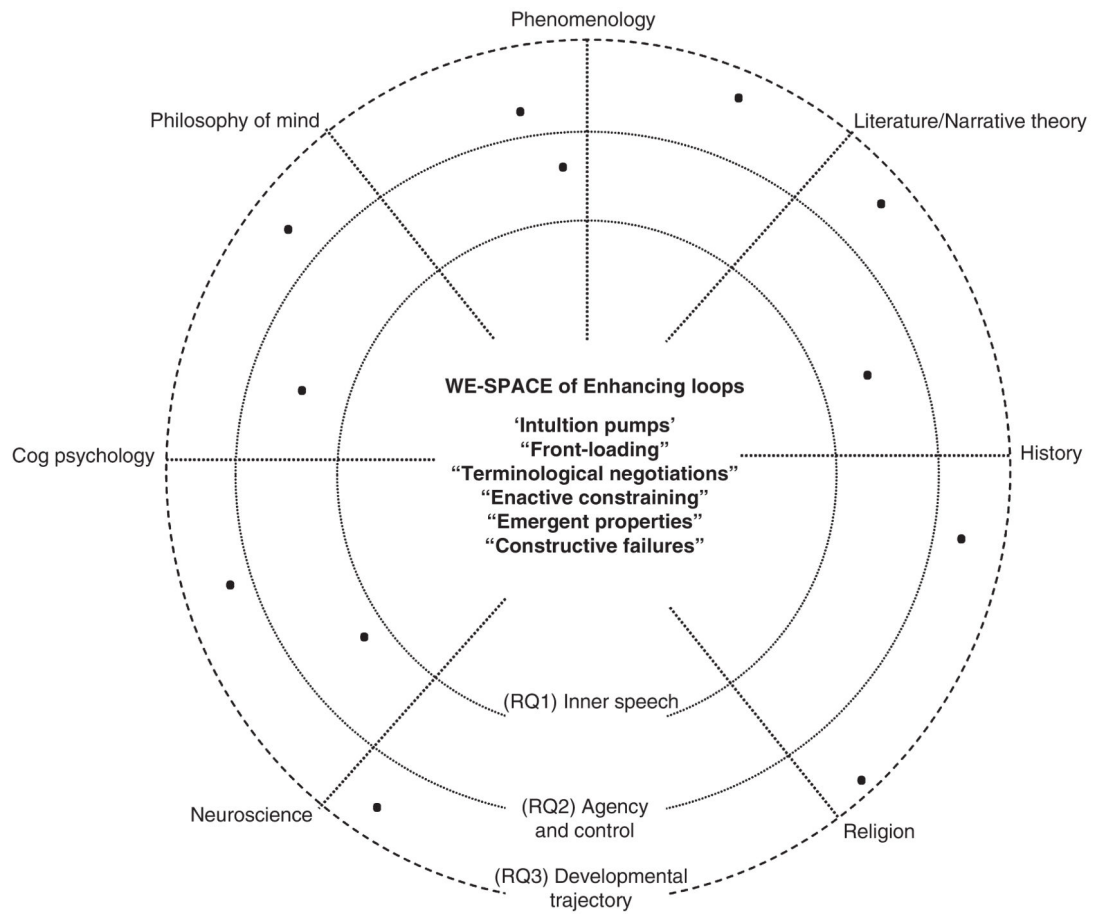 Phenomenology
Philosophy of mind
Literature/Narrative theory
WE-SPACE of Enhancing loops
‘Intultion pumps’
“Front-loading”
Cog psychology
History
“Terminological negotiations”
“Enactive constraining”
“Emergent properties”
“Constructive failures”
(RQ1) Inner speech
Neuroscience
(RQ2) Agency
and control
Religion
(RQ3) Developmental
trajectory